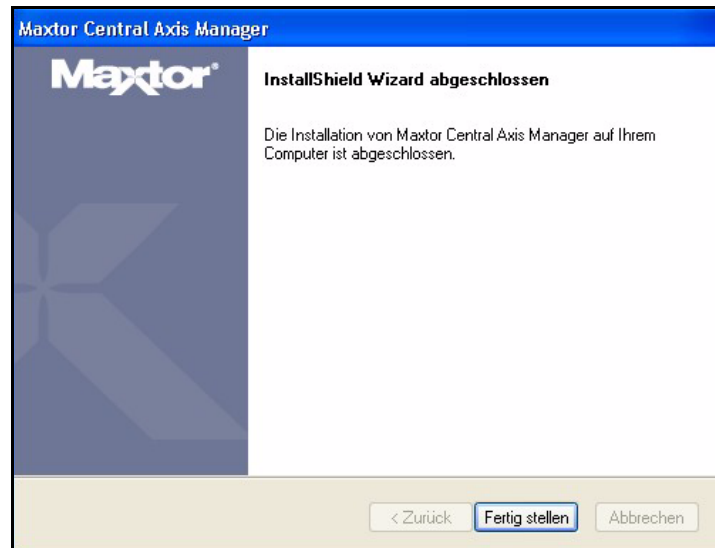 Maxtor Central Axis Manager
Maxtor®
InstallShield Wizard abgeschlossen
Die Installation von Maxtor Central Axis Manager auf Ihrem
Computer ist abgeschlossen.
< Zurück
Fertig stellen
Abbrechen